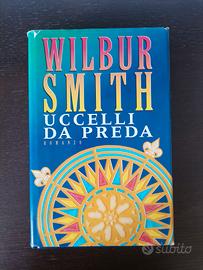 WILBUR
SMITH
UCCELLI
DA PREDA
ROMANZO
subito